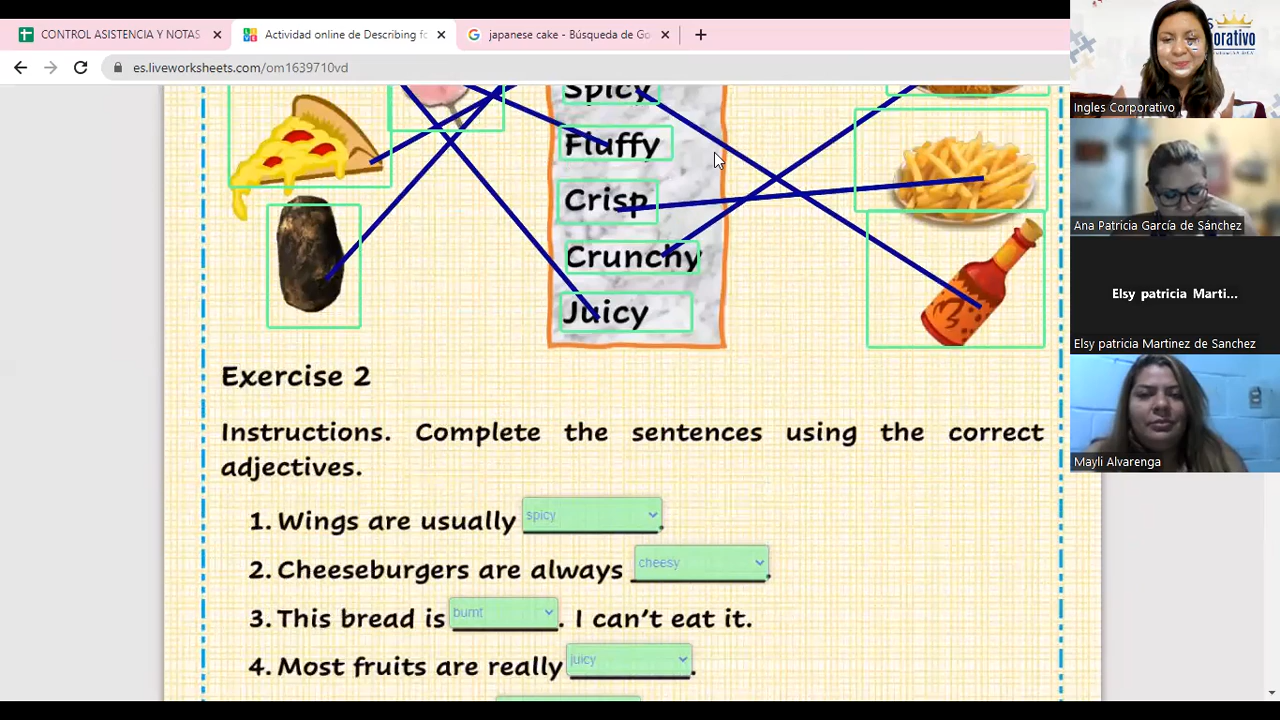 CONTROL ASISTENCIA Y NOTAS
Actividad online de Describing fo
japanese cake - Búsqueda de Go
es.liveworksheets.com/om1639710vd
Spicy
Fluffy
Crisp
Crunchy
Juicy
Exercise 2
Instructions. Complete the sentences using the correct
adjectives.
1. Wings are usually spicy.
2. Cheeseburgers are always cheesy.
3. This bread is burnt. I can't eat it.
4. Most fruits are really juicy.
orativo
Ingles Corporativo
Ana Patricia García de Sánchez
Elsy patricia Marti...
Elsy patricia Martinez de Sanchez
Mayli Alvarenga